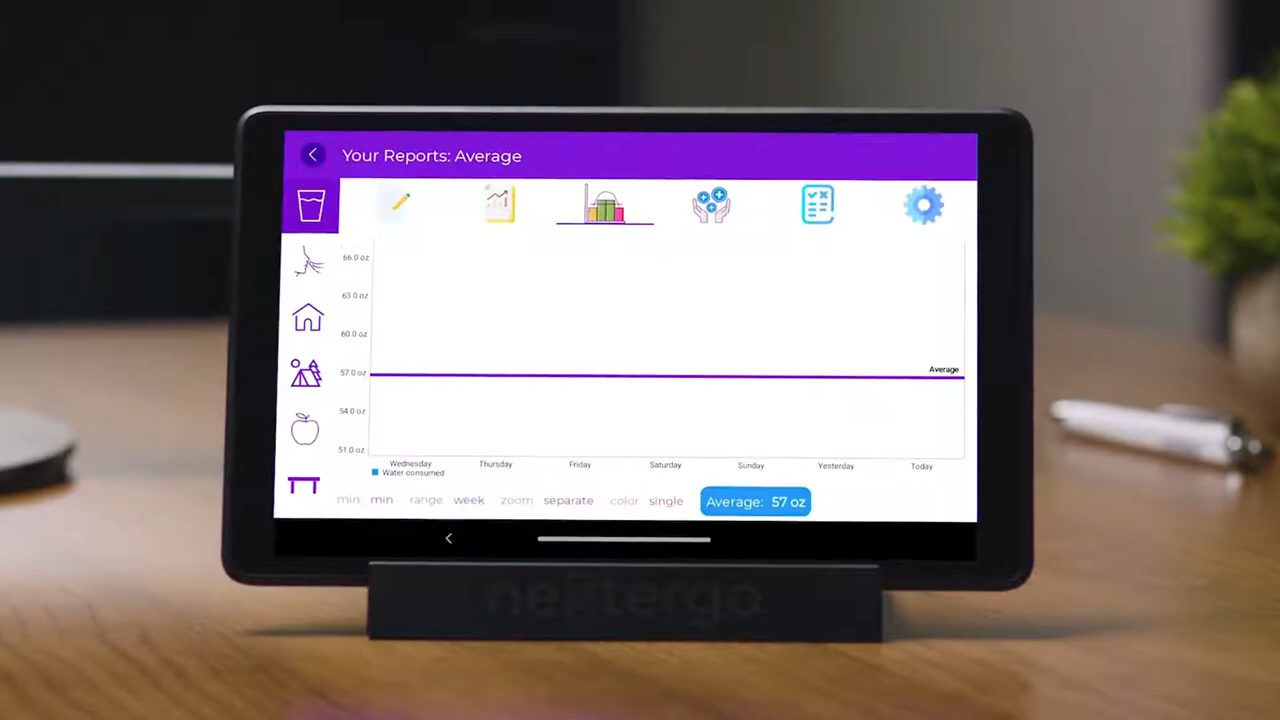 Your Reports: Average
66.0 oz
63.0 oz
60.0 oz
57.0 oz
Average
54.0 oz
51.0 oz
Wednesday Thursday Friday Saturday Sunday Yesterday Today
Water consumed
min min range week zoom separate color single Average: 57 oz